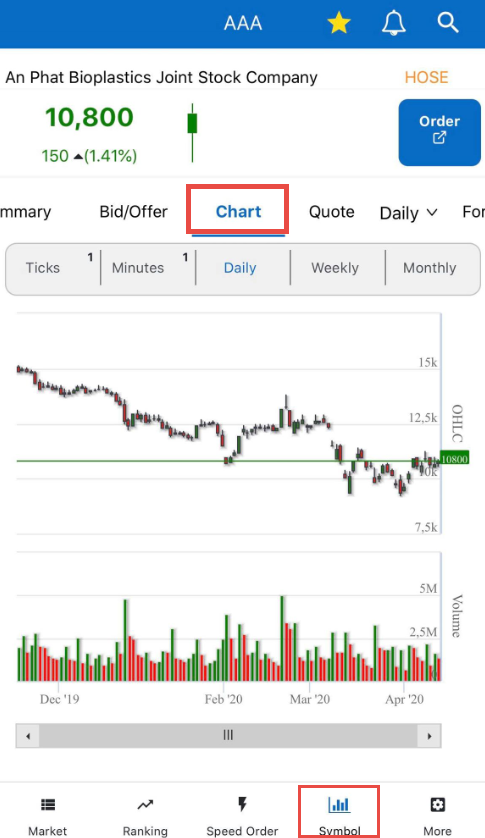 AAA
An Phat Bioplastics Joint Stock Company HOSE
10,800
Order
150 (1.41%)
mmary Bid/Offer Chart Quote Daily For
Ticks 1 Minutes 1 Daily Weekly Monthly
15k
12,5k
OHLC
10800
10k
7,5k
5M
Volume
2,5M
Dec '19 Feb '20 Mar '20 Apr '20
Market Ranking Speed Order Symbol More